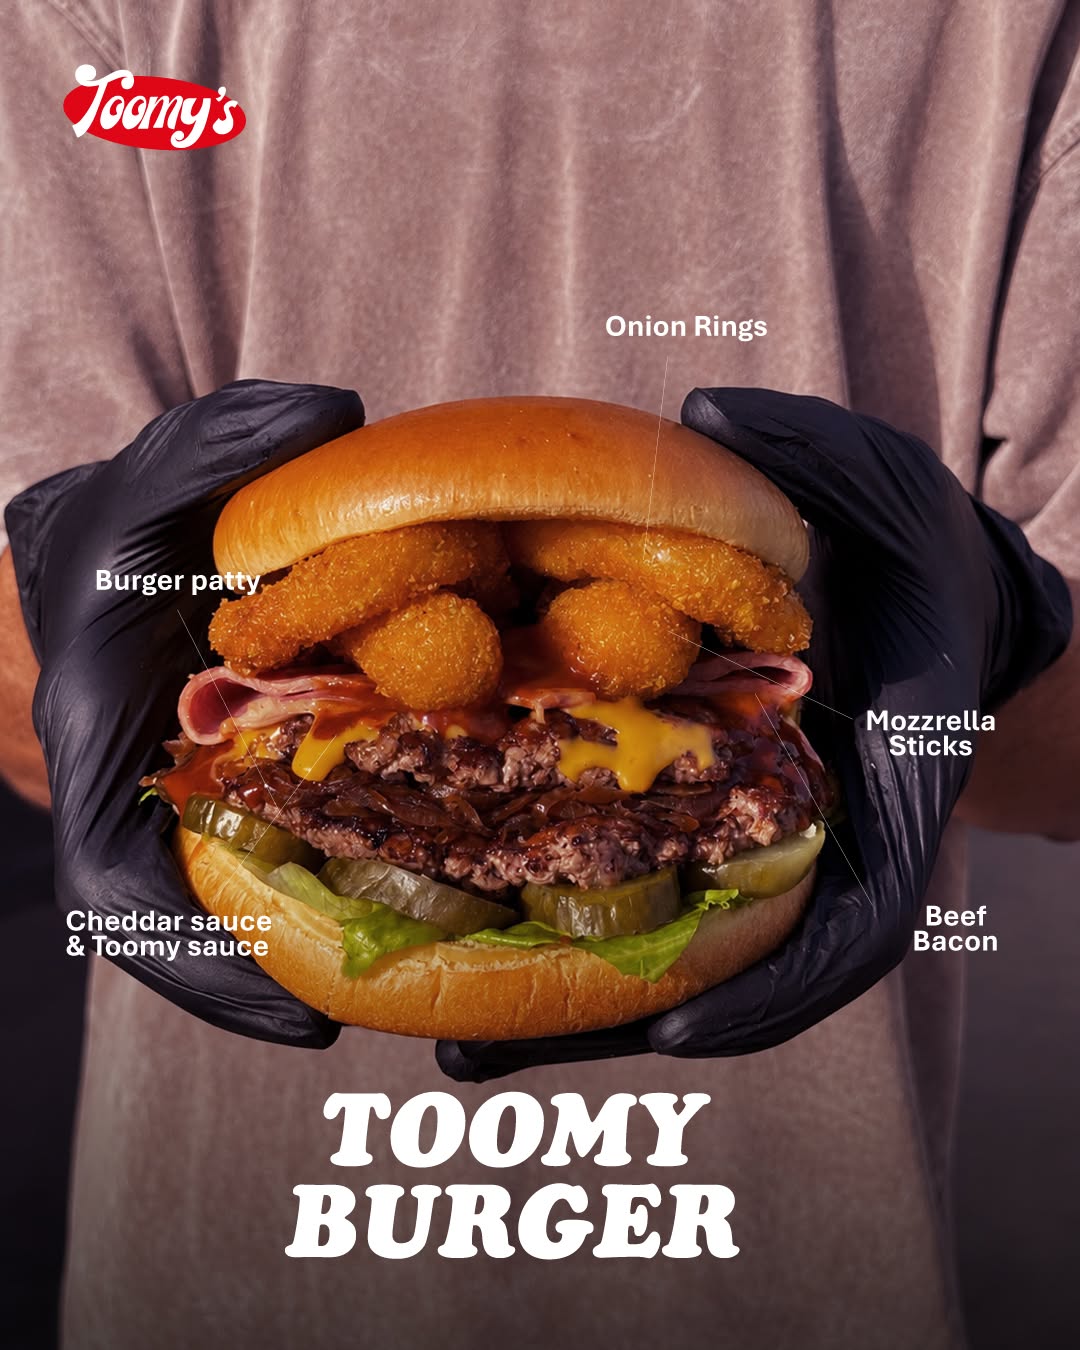 Toomy's
Onion Rings
Burger patty
Mozzrella
Sticks
Cheddar sauce
& Toomy sauce
Beef
Bacon
TOOMY
BURGER